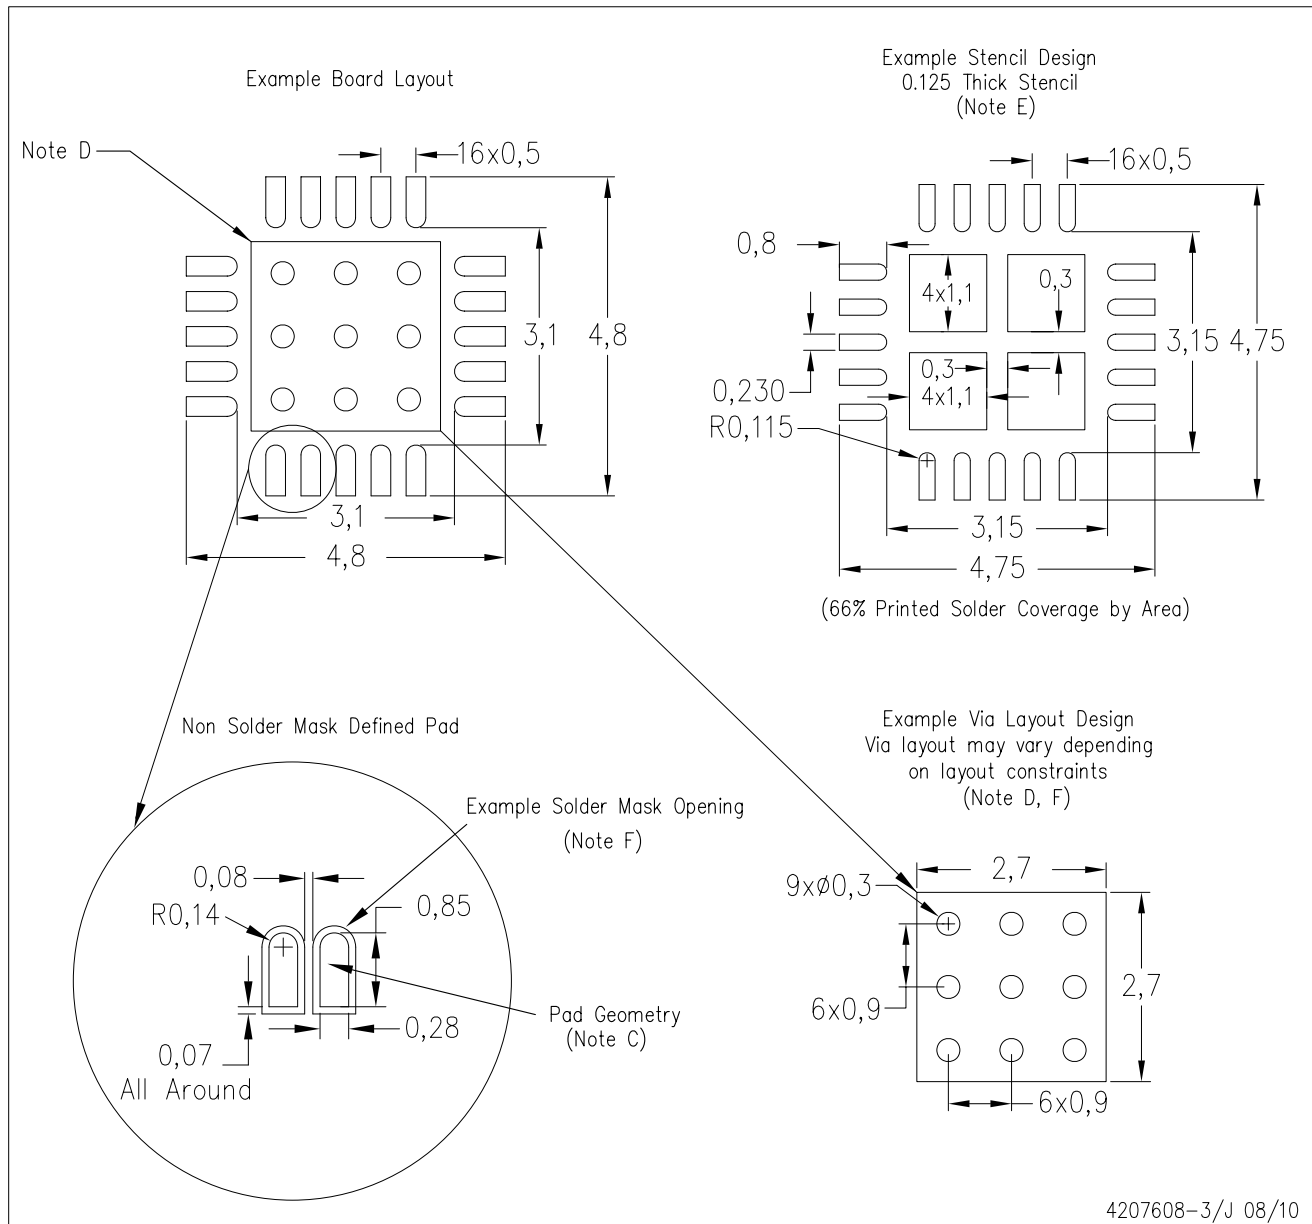 Example Board Layout
Note D
16x0,5
3,1
4,8
3,1
4,8
Example Stencil Design
0.125 Thick Stencil
(Note E)
16x0,5
0,8
4x1,1
0,3
3,15
4,75
0,230
0,3
4x1,1
R0,115
3,15
4,75
(66% Printed Solder Coverage by Area)
Non Solder Mask Defined Pad
Example Solder Mask Opening
(Note F)
0,08
R0,14
0,85
0,28
0,07
All Around
Pad Geometry
(Note C)
Example Via Layout Design
Via layout may vary depending
on layout constraints
(Note D, F)
2,7
9xø0,3
6x0,9
2,7
6x0,9
4207608-3/J 08/10